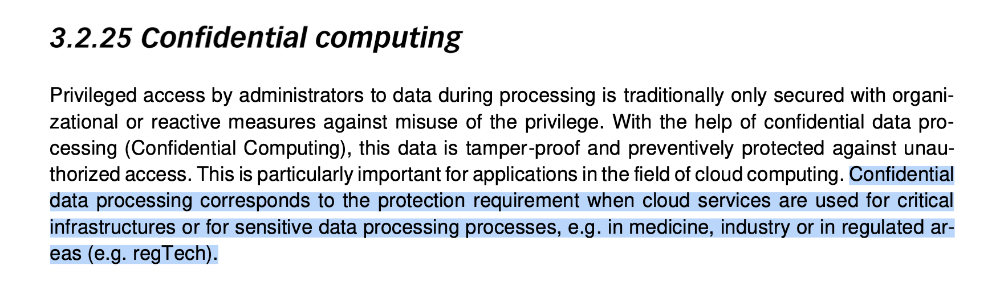 3.2.25 Confidential computing
Privileged access by administrators to data during processing is traditionally only secured with organi-
zational or reactive measures against misuse of the privilege. With the help of confidential data pro-
cessing (Confidential Computing), this data is tamper-proof and preventively protected against unau-
thorized access. This is particularly important for applications in the field of cloud computing. Confidential
data processing corresponds to the protection requirement when cloud services are used for critical
infrastructures or for sensitive data processing processes, e.g. in medicine, industry or in regulated ar-
eas (e.g. regTech).